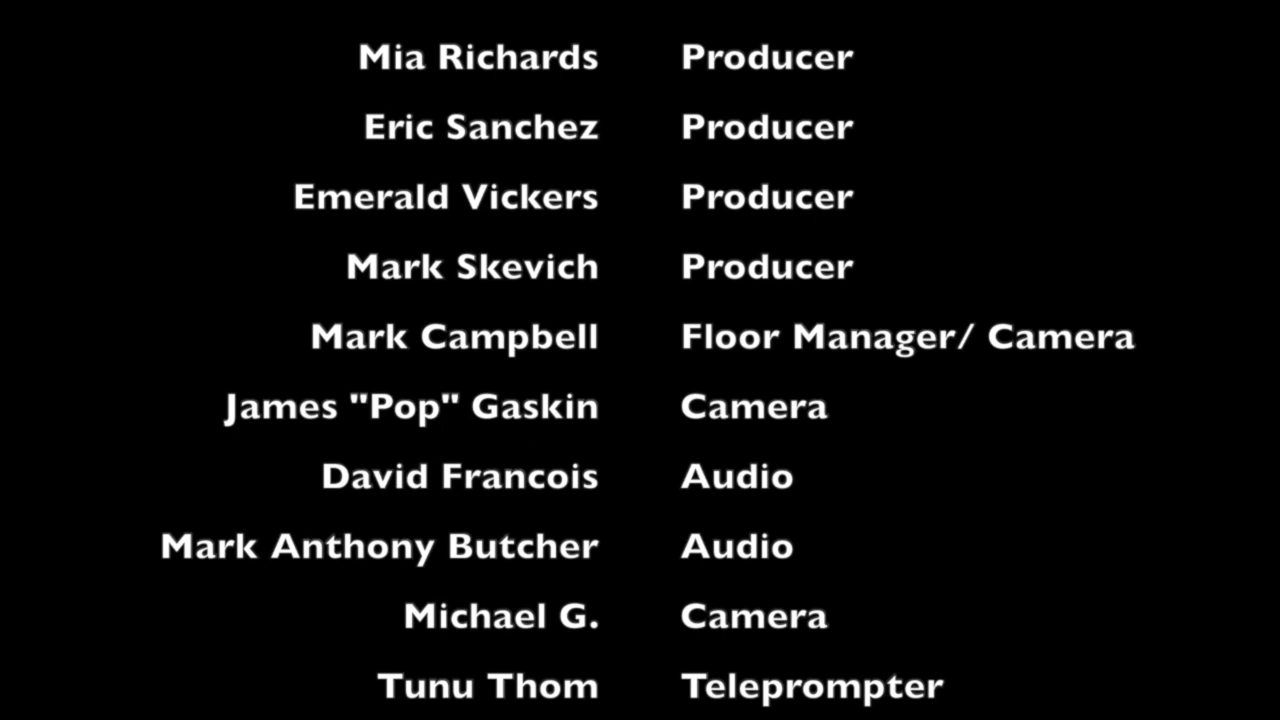 Mia Richards Producer
Eric Sanchez Producer
Emerald Vickers Producer
Mark Skevich Producer
Mark Campbell Floor Manager/ Camera
James "Pop" Gaskin Camera
David Francois Audio
Mark Anthony Butcher Audio
Michael G. Camera
Tunu Thom Teleprompter